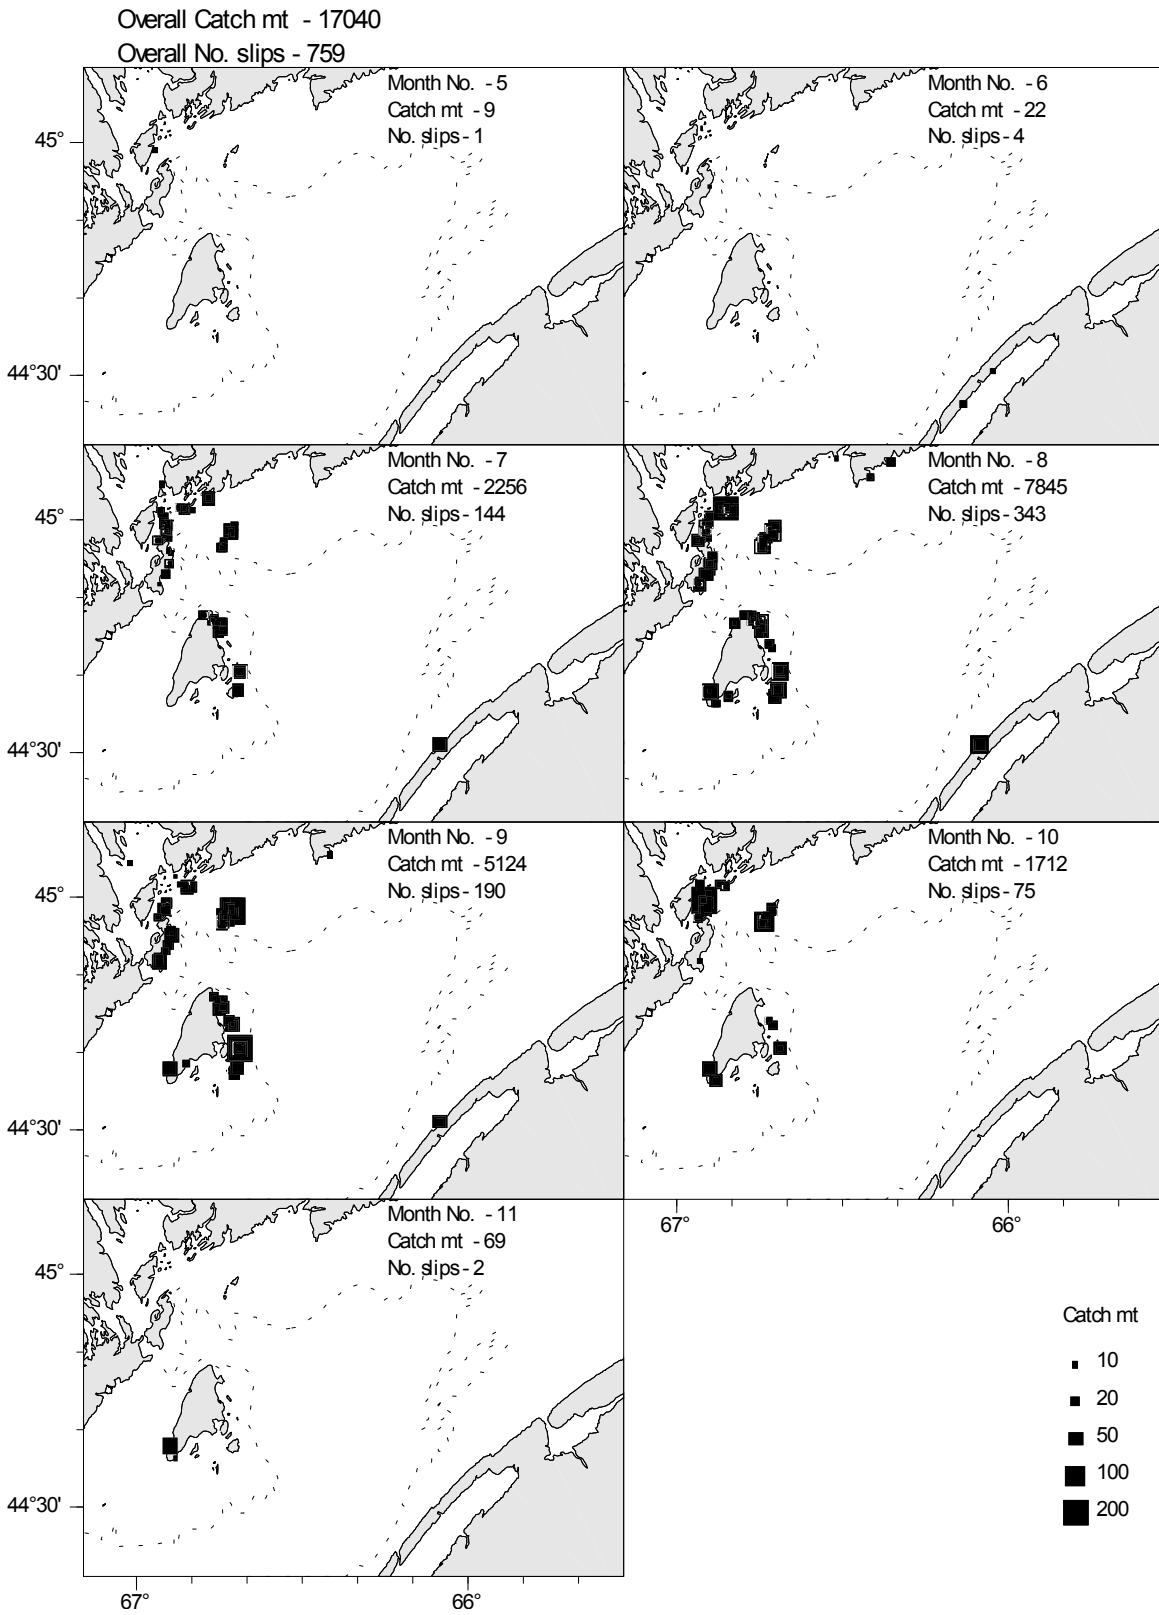 Overall Catch mt - 17040
Overall No. slips - 759
Month No. - 5
Catch mt - 9
No. slips - 1
Month No. - 6
Catch mt - 22
No. slips - 4
45°
44°30'
Month No. - 7
Catch mt - 2256
No. slips - 144
Month No. - 8
Catch mt - 7845
No. slips - 343
45°
44°30'
Month No. - 9
Catch mt - 5124
No. slips - 190
Month No. - 10
Catch mt - 1712
No. slips - 75
45°
44°30'
67°
66°
Month No. - 11
Catch mt - 69
No. slips - 2
45°
44°30'
67°
66°
Catch mt
10
20
50
100
200